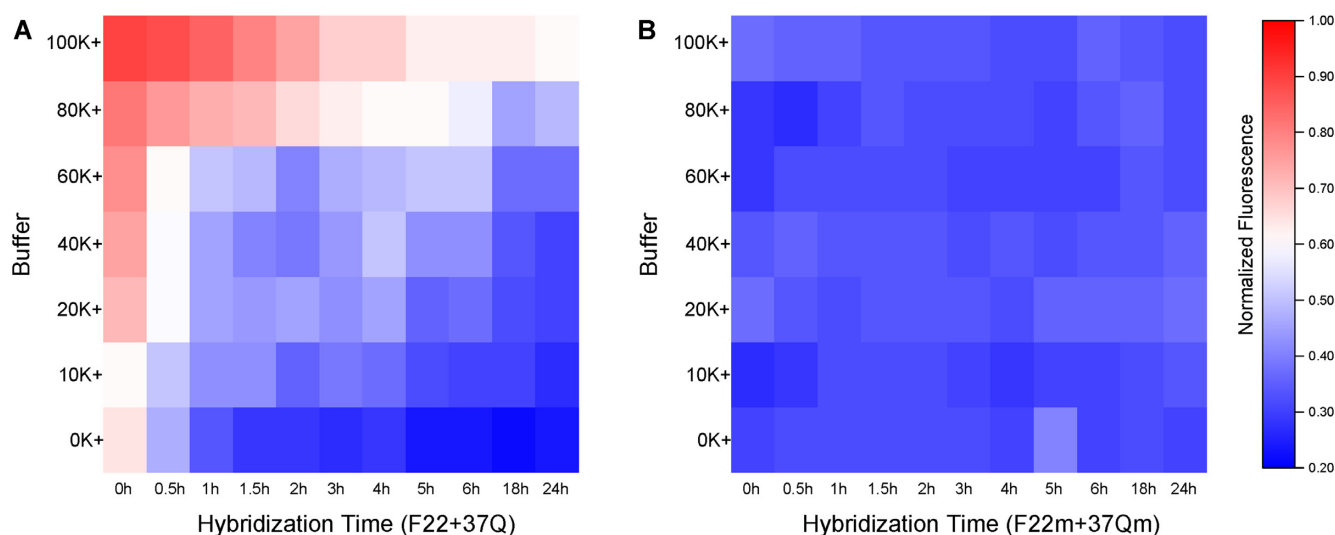 A
Buffer
100K+
80K+
60K+
40K+
20K+
10K+
0K+
0h 0.5h 1h 1.5h 2h 3h 4h 5h 6h 18h 24h
Hybridization Time (F22+37Q)
B
Buffer
100K+
80K+
60K+
40K+
20K+
10K+
0K+
0h 0.5h 1h 1.5h 2h 3h 4h 5h 6h 18h 24h
Hybridization Time (F22m+37Qm)
Normalized Fluorescence
1.00
0.90
0.80
0.70
0.60
0.50
0.40
0.30
0.20